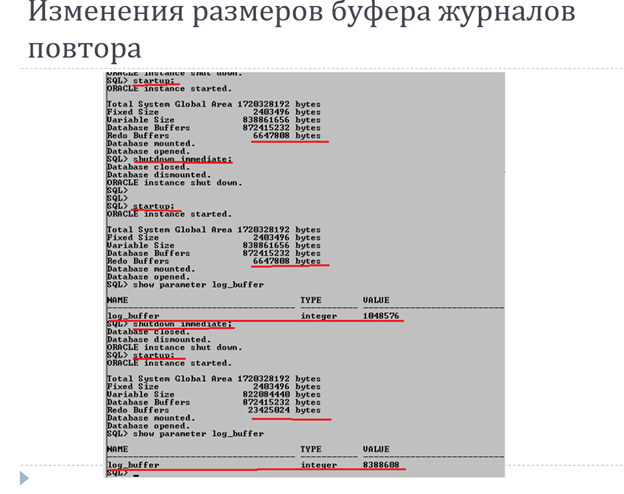 Изменения размеров буфера журналов
повтора
ORACLE instance shut down.
SQL> startup;
ORACLE instance started.
Total System Global Area 1720328192 bytes
Fixed Size 2403496 bytes
Variable Size 838861656 bytes
Database Buffers 872415232 bytes
Redo Buffers 6647808 bytes
Database mounted.
Database opened.
SQL> shutdown immediate;
Database closed.
Database dismounted.
ORACLE instance shut down.
SQL>
SQL>
SQL> startup;
ORACLE instance started.
Total System Global Area 1720328192 bytes
Fixed Size 2403496 bytes
Variable Size 838861656 bytes
Database Buffers 872415232 bytes
Redo Buffers 6647808 bytes
Database mounted.
Database opened.
SQL> show parameter log_buffer
NAME TYPE VALUE
log_buffer integer 1048576
SQL> shutdown immediate;
Database closed.
Database dismounted.
ORACLE instance shut down.
SQL> startup;
ORACLE instance started.
Total System Global Area 1720328192 bytes
Fixed Size 2403496 bytes
Variable Size 822084440 bytes
Database Buffers 872415232 bytes
Redo Buffers 23425024 bytes
Database mounted.
Database opened.
SQL> show parameter log_buffer
NAME TYPE VALUE
log_buffer integer 8388608
SQL> _